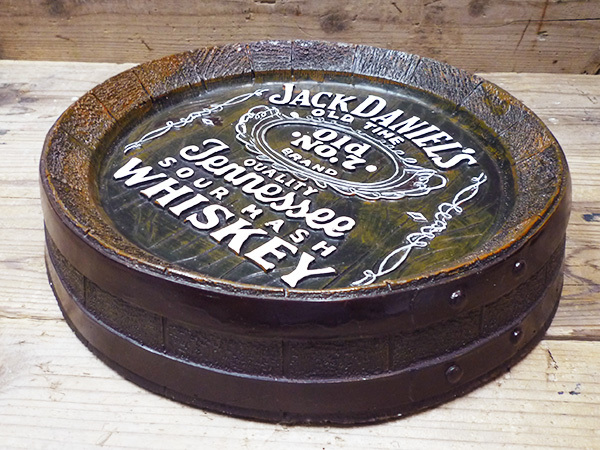 JACK DANIEL'S
OLD TIME
Old
·NO.7·
BRAND
QUALITY
Tennessee
SOUR MASH
WHISKEY